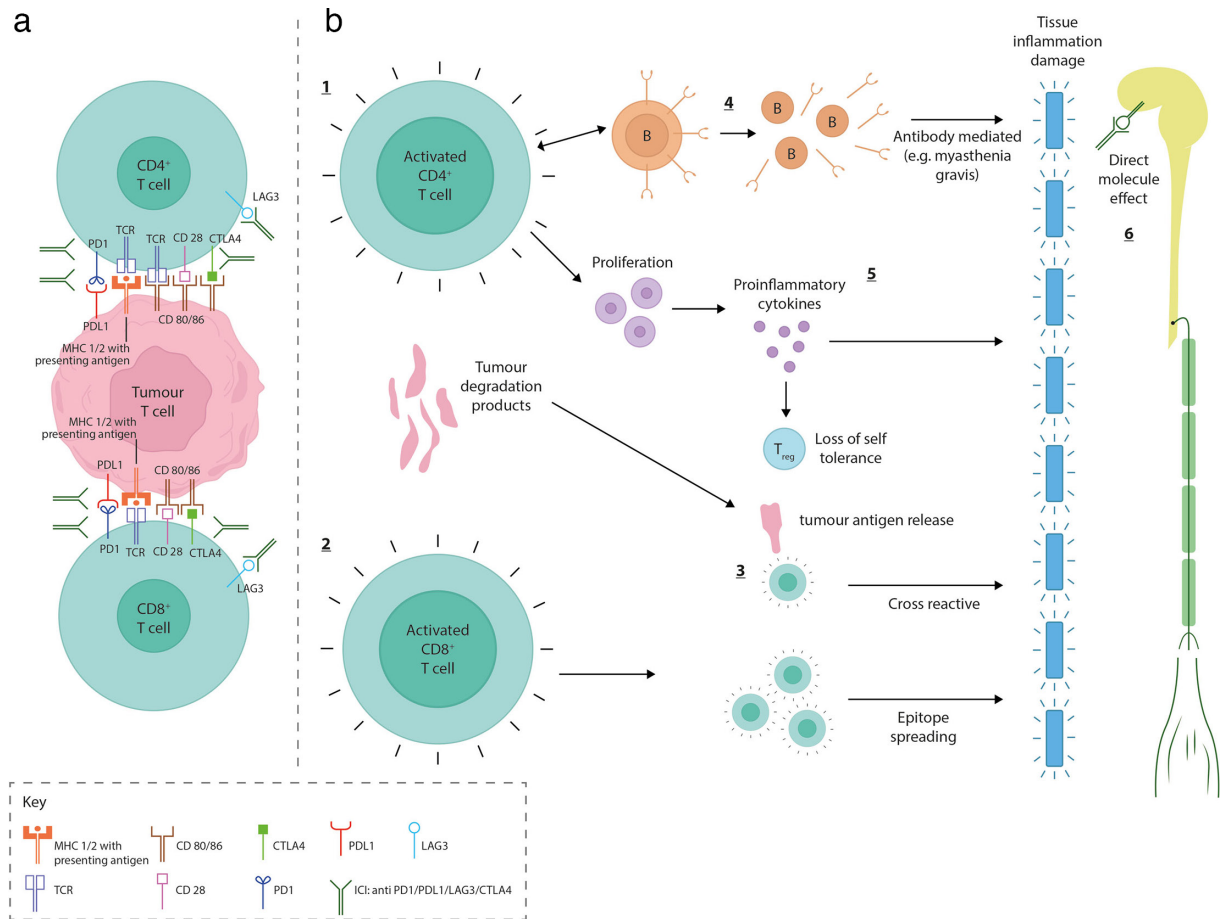 a
CD4+
T cell
LAG3
TCR
TCR
CD 28
CTLA4
PD1
PDL1
CD 80/86
MHC 1/2 with
presenting antigen
Tumour
T cell
MHC 1/2 with
presenting antigen
PDL1
CD 80/86
PD1
TCR
CD 28
CTLA4
LAG3
CD8+
T cell
b
1
Activated
CD4+
T cell
B
4
B
B
B
Antibody mediated
(e.g. myasthenia
gravis)
Tissue
inflammation
damage
Direct
molecule
effect
6
Proliferation
Proinflammatory
cytokines
5
Tumour
degradation
products
Treg
Loss of self
tolerance
tumour antigen release
2
3
Cross reactive
Activated
CD8+
T cell
Epitope
spreading
Key
MHC 1/2 with
presenting antigen
CD 80/86
CTLA4
PDL1
LAG3
TCR
CD 28
PD1
ICI: anti PD1/PDL1/LAG3/CTLA4